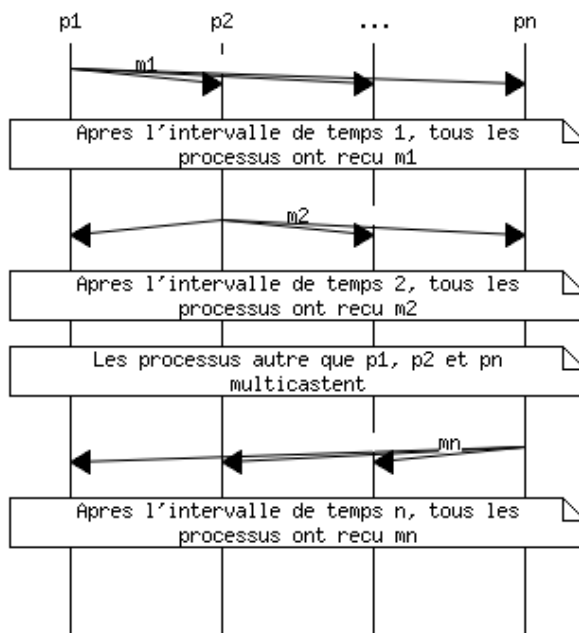 p1 p2 ... pn
m1
Apres l'intervalle de temps 1, tous les
processus ont recu m1
m2
Apres l'intervalle de temps 2, tous les
processus ont recu m2
Les processus autre que p1, p2 et pn
multicastent
mn
Apres l'intervalle de temps n, tous les
processus ont recu mn